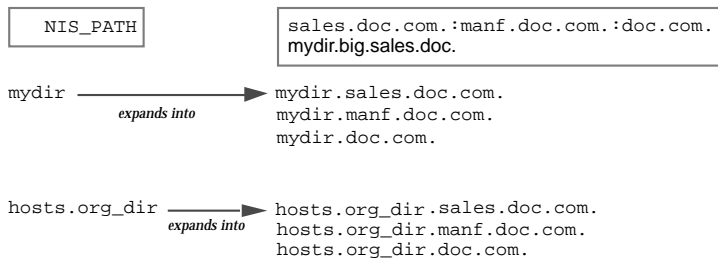 NIS_PATH
sales.doc.com.:manf.doc.com.:doc.com.
mydir.big.sales.doc.
mydir expands into mydir.sales.doc.com.
mydir.manf.doc.com.
mydir.doc.com.
hosts.org_dir expands into hosts.org_dir.sales.doc.com.
hosts.org_dir.manf.doc.com.
hosts.org_dir.doc.com.